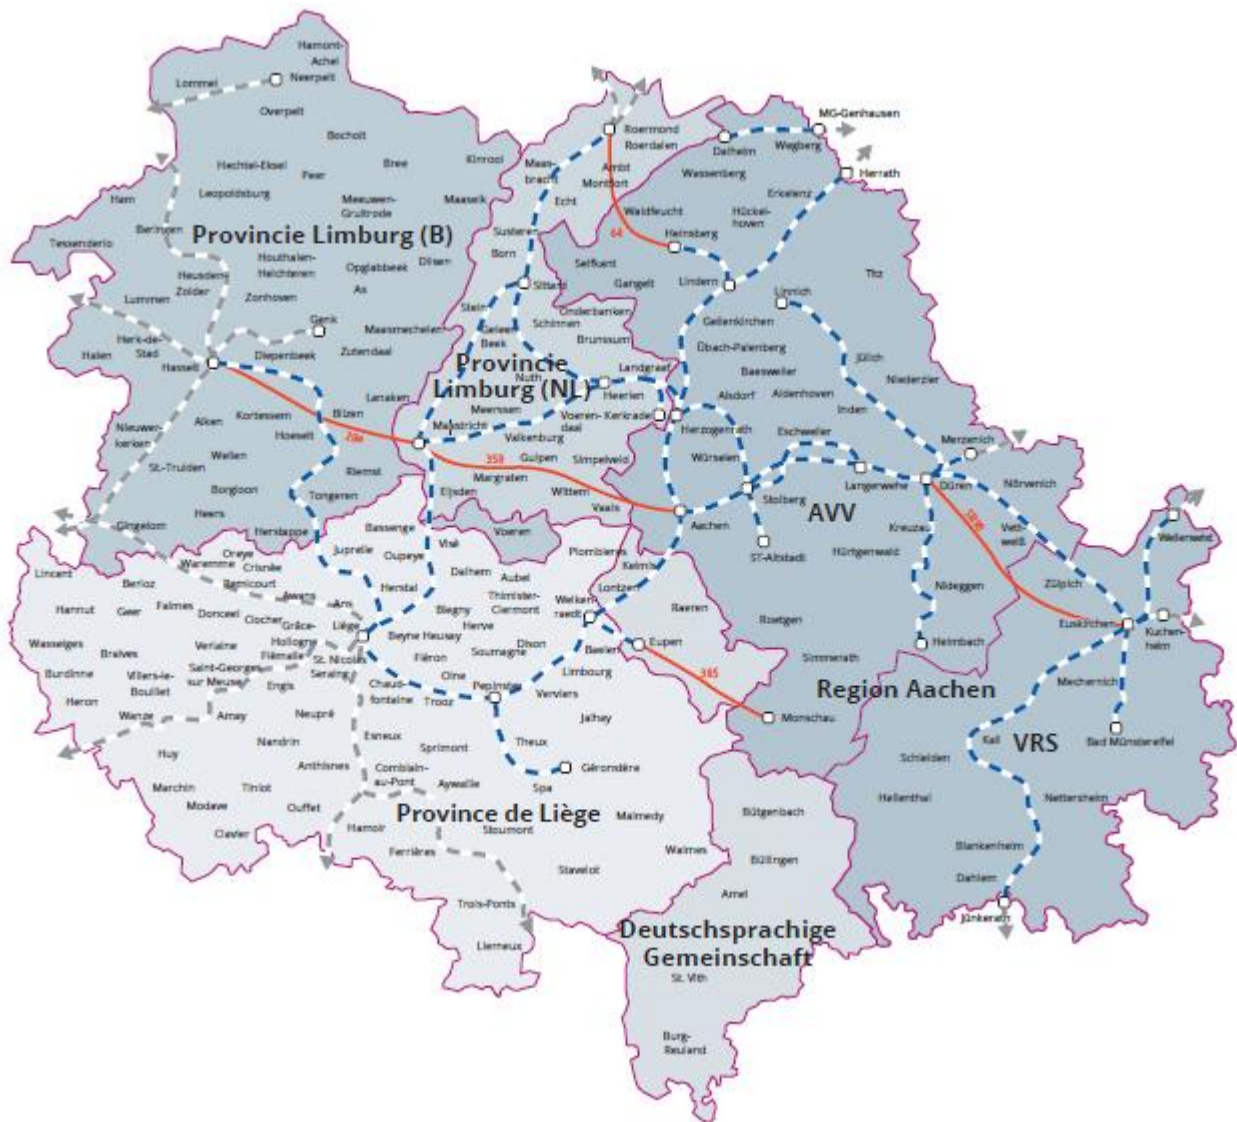 Hamont-
Achel
Neerpelt
Lommel
Overpelt
Bocholt
Hechtel-Eksel
Bree
Kinrooi
Peer
Leopoldsburg
Ham
Meeuwen-
Gruitrode
Maaseik
Beringen
Provincie Limburg (B)
Tessenderlo
Houthalen-
Helchteren
Opglabbeek
Dilsen
Heusden-
Zolder
As
Zonhoven
Lummen
Genk
Maasmechelen
Herk-de-
Stad
Halen
Diepenbeek
Zutendaal
Hasselt
Lanaken
Bilzen
Kortessem
Alken
Nieuwer-
kerken
Hoeselt
Wellen
St.-Truiden
Riemst
Borgloon
Tongeren
Heers
Gingelom
Herstappe
Roermond
Roerdalen
Maas-
bracht
Ambt
Montfort
Echt
Susteren
Born
Sittard
Stein
Onderbanken
Schinnen
Geleen
Beek
Brunssum
Provincie
Limburg (NL)
Landgraaf
Nuth
Heerlen
Meerssen
Voeren-
daal
Kerkrade
Maastricht
Valkenburg
Gulpen
Simpelveld
358
Margraten
Eijsden
Wittem
Vaals
Voeren
MG-Genhausen
Dalheim
Wegberg
Herrath
Wassenberg
Erkelenz
Waldfeucht
Hückel-
hoven
64
Heinsberg
Selfkant
Titz
Gangelt
Lindern
Linnich
Geilenkirchen
Übach-Palenberg
Jülich
Baesweiler
Niederzier
Alsdorf
Aldenhoven
Inden
Herzogenrath
Eschweiler
Merzenich
Würselen
Langerwehe
Düren
Nörvenich
Stolberg
AVV
Aachen
Kreuzau
Vett-
weiß
Weilerswist
ST-Altstadt
Hürtgenwald
Nideggen
Zülpich
Roetgen
Heimbach
Euskirchen
Kuchen-
heim
Simmerath
Region Aachen
Mechernich
Monschau
Kall
VRS
Bad Münstereifel
Schleiden
Hellenthal
Nettersheim
Blankenheim
Dahlem
Jünkerath
Bassenge
Visé
Plombières
Oreye
Juprelle
Oupeye
Kelmis
Lincent
Waremme
Crisnée
Dalhem
Aubel
Lontzen
Berloz
Remicourt
Herstal
Thimister-
Clermont
Raeren
Hannut
Geer
Faimes
Donceel
Awans
Ans
Blegny
Welken-
raedt
Liège
Herve
Wasseiges
Verlaine
Grâce-
Hollogne
Beyne Heusay
Dison
Eupen
Braives
Flémalle
St. Nicolas
Fléron
Soumagne
Baelen
Burdinne
Villers-le-
Bouillet
Saint-Georges
sur Meuse
Seraing
Olne
Limbourg
385
Engis
Chaud-
fontaine
Pepinster
Verviers
Heron
Trooz
Wanze
Amay
Neupré
Jalhay
Esneux
Theux
Huy
Nandrin
Sprimont
Anthisnes
Comblain-
au-Pont
Géronstère
Marchin
Tinlot
Aywaille
Spa
Modave
Ouffet
Province de Liège
Malmedy
Bütgenbach
Clavier
Hamoir
Stoumont
Ferrières
Waimes
Büllingen
Stavelot
Amel
Trois-Ponts
Deutschsprachige
Gemeinschaft
Lierneux
St. Vith
Burg-
Reuland